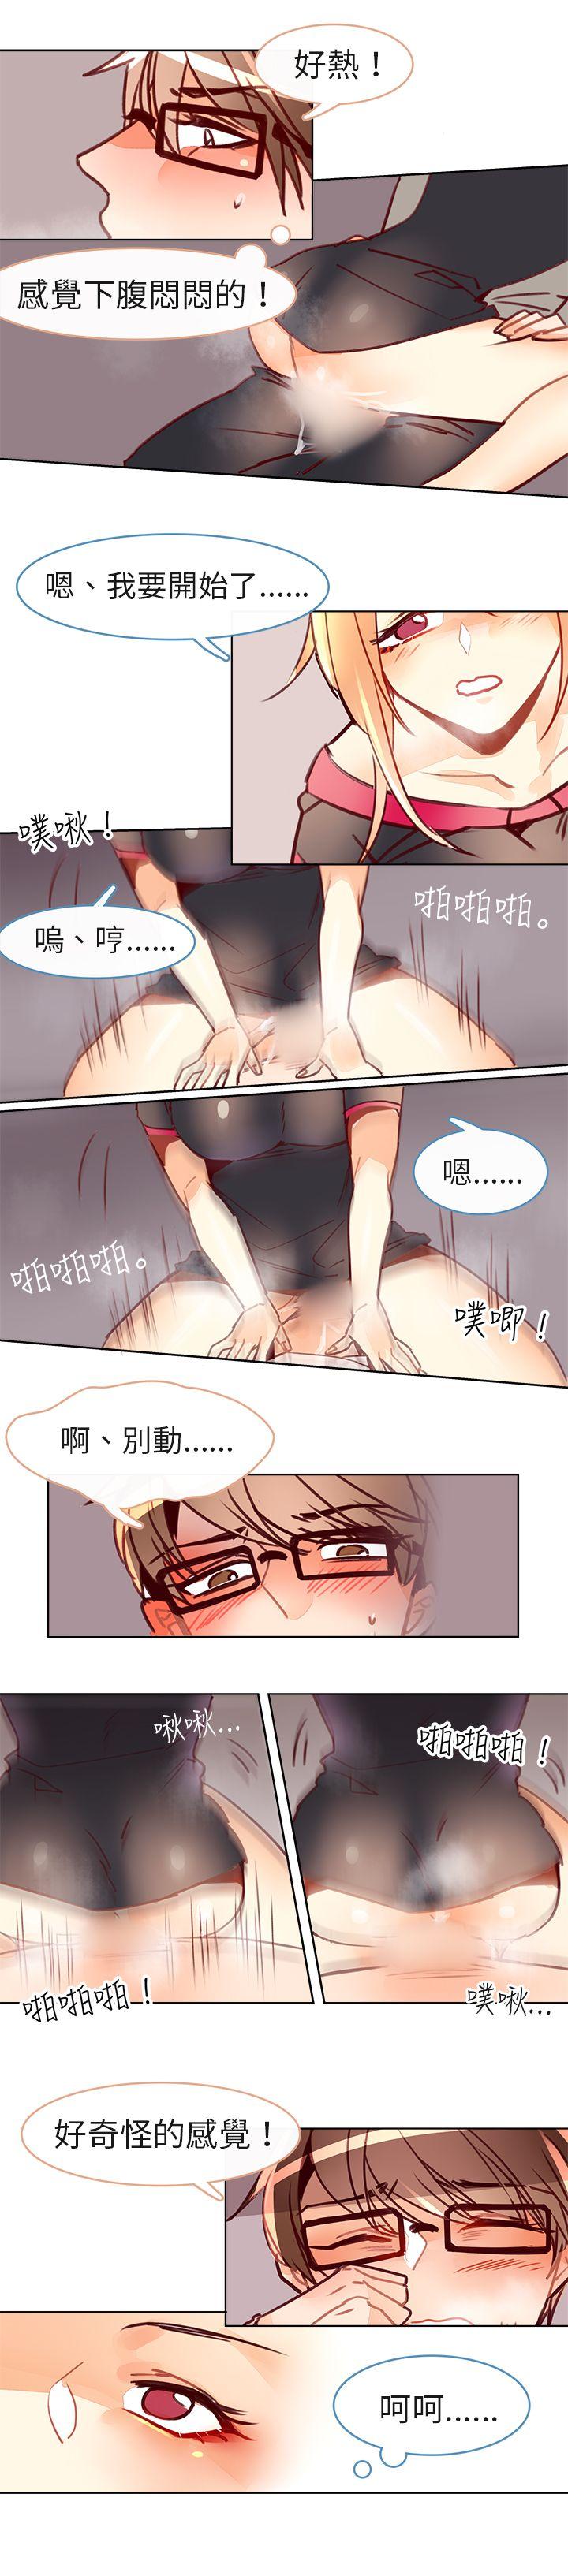 好熱！
感覺下腹悶悶的！
嗯、我要開始了……
噗啾！
啪啪啪。
嗚、哼……
嗯……
啪啪啪。
噗唧！
啊、別動……
啾啾…
啪啪啪！
啪啪啪！
噗啾…
好奇怪的感覺！
呵呵……